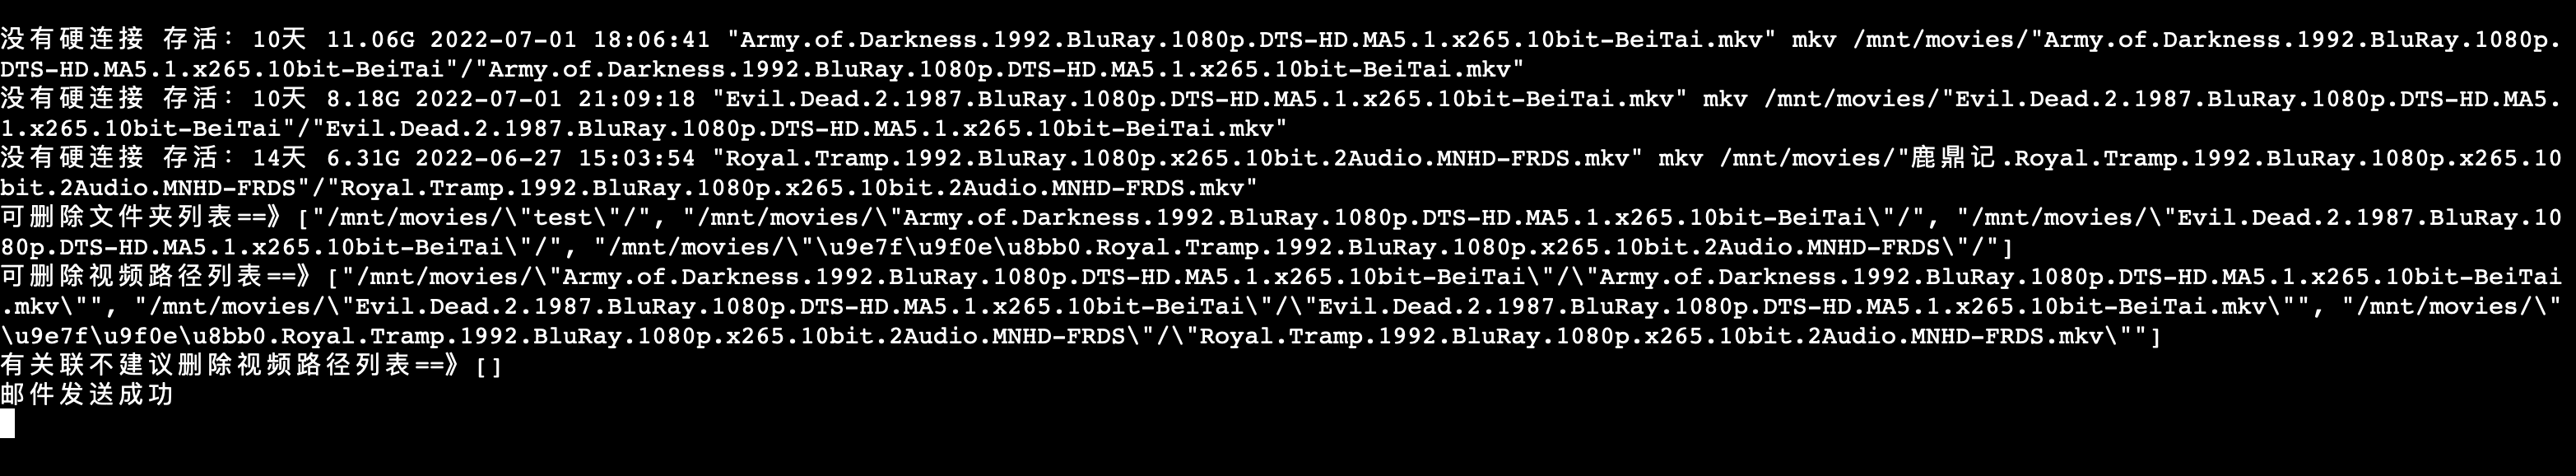 没有硬连接 存活: 10天 11.06G 2022-07-01 18:06:41 "Army.of.Darkness.1992.BluRay.1080p.DTS-HD.MA5.1.x265.10bit-BeiTai.mkv" mkv /mnt/movies/"Army.of.Darkness.1992.BluRay.1080p.
DTS-HD.MA5.1.x265.10bit-BeiTai"/"Army.of.Darkness.1992.BluRay.1080p.DTS-HD.MA5.1.x265.10bit-BeiTai.mkv"
没有硬连接 存活: 10天 8.18G 2022-07-01 21:09:18 "Evil.Dead.2.1987.BluRay.1080p.DTS-HD.MA5.1.x265.10bit-BeiTai.mkv" mkv /mnt/movies/"Evil.Dead.2.1987.BluRay.1080p.DTS-HD.MA5.
1.x265.10bit-BeiTai"/"Evil.Dead.2.1987.BluRay.1080p.DTS-HD.MA5.1.x265.10bit-BeiTai.mkv"
没有硬连接 存活: 14天 6.31G 2022-06-27 15:03:54 "Royal.Tramp.1992.BluRay.1080p.x265.10bit.2Audio.MNHD-FRDS.mkv" mkv /mnt/movies/"鹿鼎记.Royal.Tramp.1992.BluRay.1080p.x265.10
bit.2Audio.MNHD-FRDS"/"Royal.Tramp.1992.BluRay.1080p.x265.10bit.2Audio.MNHD-FRDS.mkv"
可删除文件夹列表==》["/mnt/movies/\"test\"/", "/mnt/movies/\"Army.of.Darkness.1992.BluRay.1080p.DTS-HD.MA5.1.x265.10bit-BeiTai\"/", "/mnt/movies/\"Evil.Dead.2.1987.BluRay.10
80p.DTS-HD.MA5.1.x265.10bit-BeiTai\"/", "/mnt/movies/\"\u9e7f\u9f0e\u8bb0.Royal.Tramp.1992.BluRay.1080p.x265.10bit.2Audio.MNHD-FRDS\"/"]
可删除视频路径列表==》["/mnt/movies/\"Army.of.Darkness.1992.BluRay.1080p.DTS-HD.MA5.1.x265.10bit-BeiTai\"/\"Army.of.Darkness.1992.BluRay.1080p.DTS-HD.MA5.1.x265.10bit-BeiTai
.mkv\"", "/mnt/movies/\"Evil.Dead.2.1987.BluRay.1080p.DTS-HD.MA5.1.x265.10bit-BeiTai\"/\"Evil.Dead.2.1987.BluRay.1080p.DTS-HD.MA5.1.x265.10bit-BeiTai.mkv\"", "/mnt/movies/\"
\u9e7f\u9f0e\u8bb0.Royal.Tramp.1992.BluRay.1080p.x265.10bit.2Audio.MNHD-FRDS\"/\"Royal.Tramp.1992.BluRay.1080p.x265.10bit.2Audio.MNHD-FRDS.mkv\""]
有关联不建议删除视频路径列表==》[]
邮件发送成功